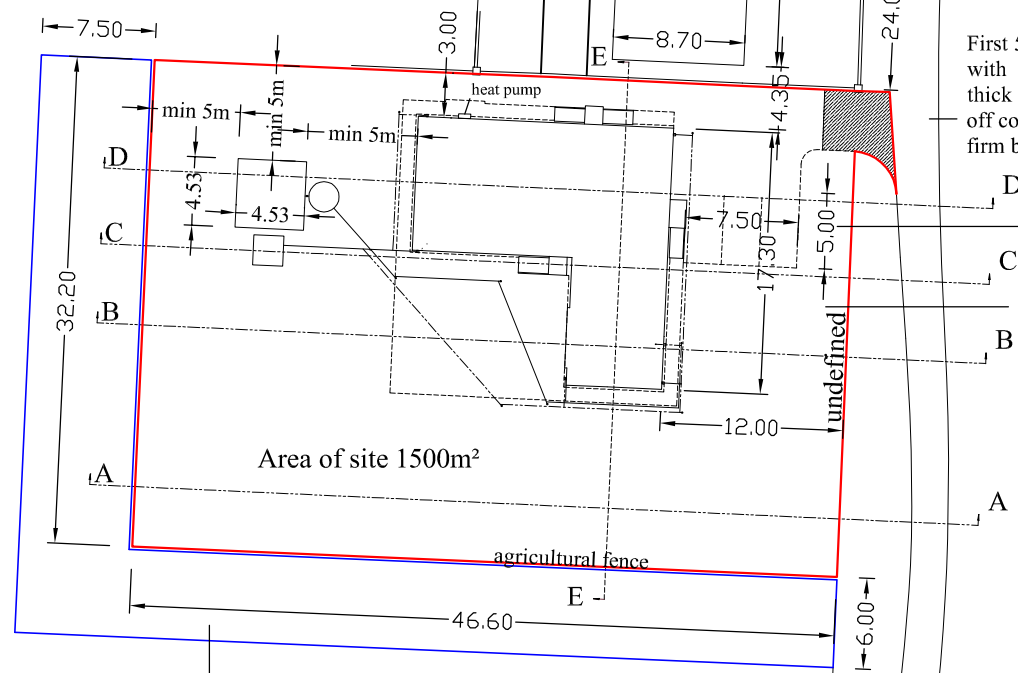 7.50
3.00
8.70
24.0
E
First 5
with
thick
off co
firm b
heat pump
4.35
min 5m
min 5m
min 5m
D
4.53
4.53
D
7.50
5.00
17.30
C
C
32.20
B
B
undefined
12.00
Area of site 1500m²
A
A
agricultural fence
E
46.60
6.00